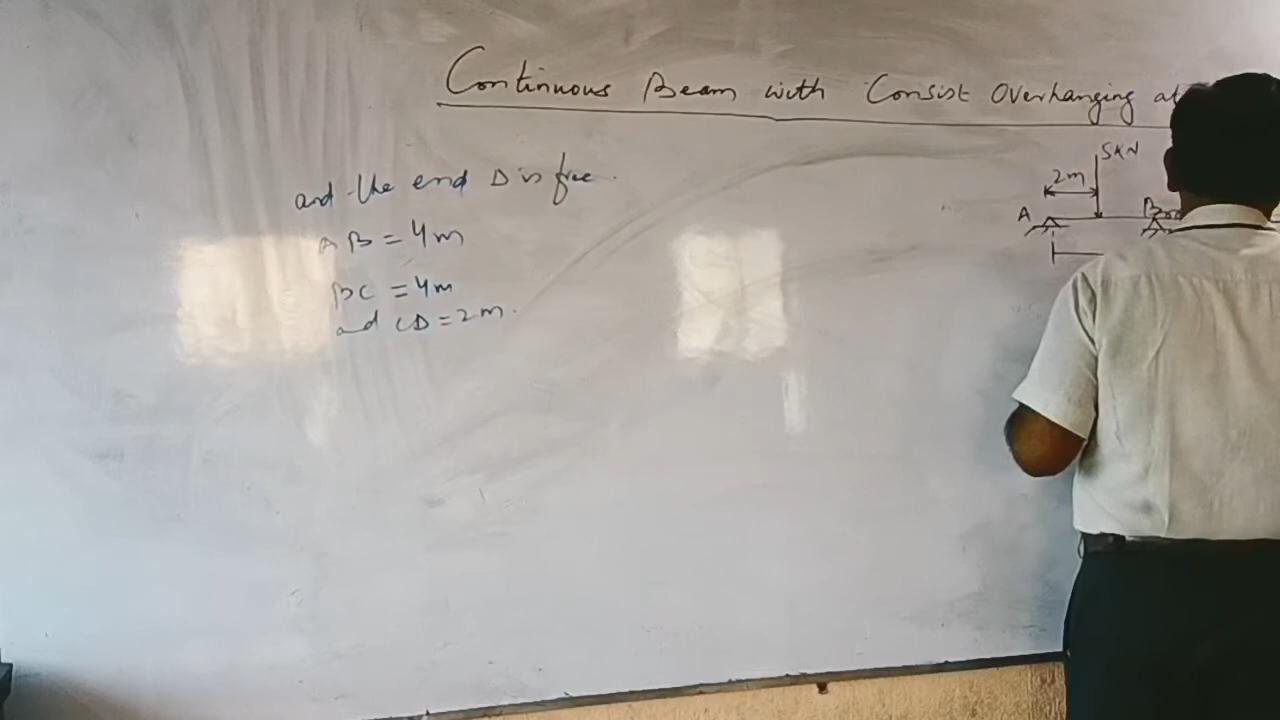 Continuous Beam with Consist Overhanging at
and the end D is free.
AB = 4m
BC = 4m
and CD = 2m.
5KN
2m
A
B